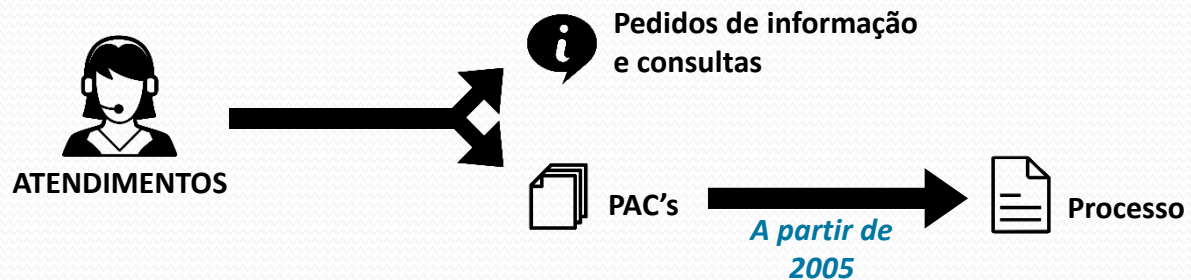 Pedidos de informação
e consultas
ATENDIMENTOS
PAC's
A partir de
2005
Processo